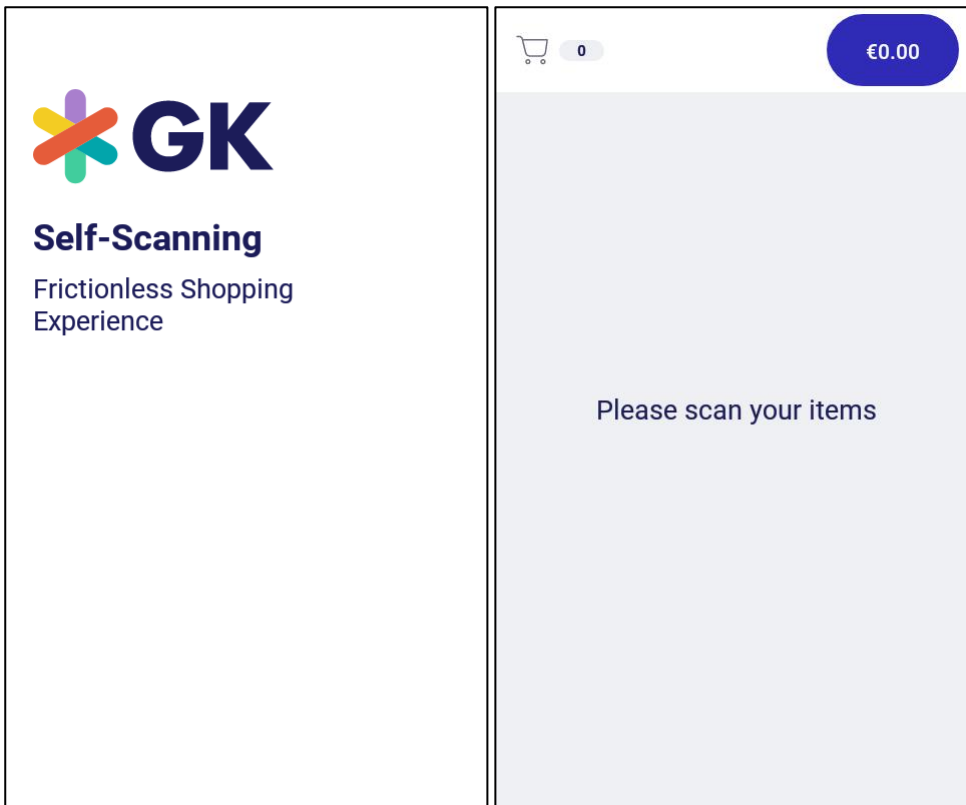 GK
Self-Scanning
Frictionless Shopping
Experience
0
€0.00
Please scan your items